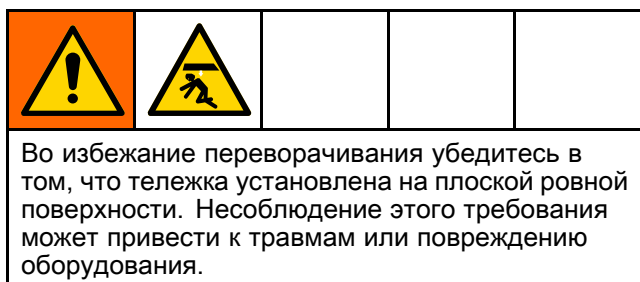 Во избежание переворачивания убедитесь в
том, что тележка установлена на плоской ровной
поверхности. Несоблюдение этого требования
может привести к травмам или повреждению
оборудования.